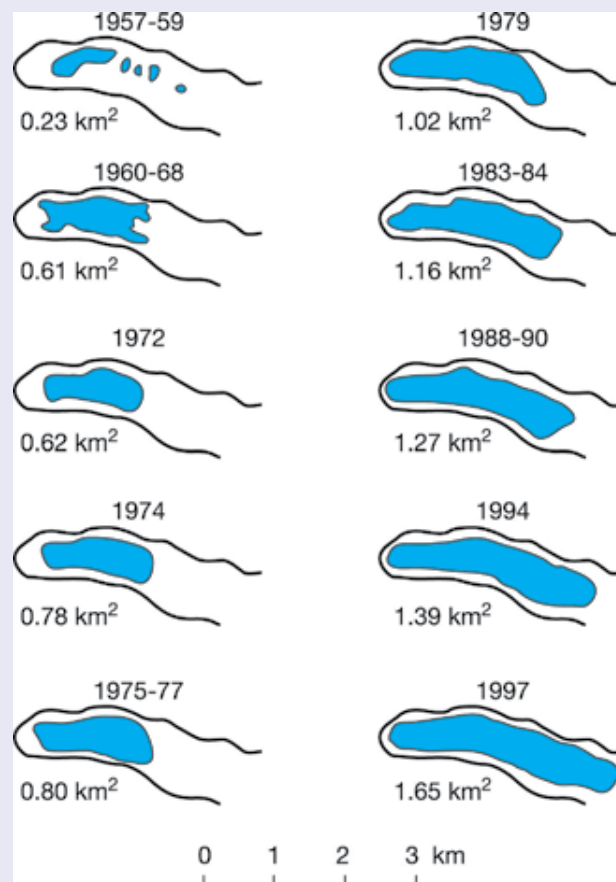 1957-59
0.23 km²
1960-68
0.61 km²
1972
0.62 km²
1974
0.78 km²
1975-77
0.80 km²
1979
1.02 km²
1983-84
1.16 km²
1988-90
1.27 km²
1994
1.39 km²
1997
1.65 km²
0 1 2 3 km